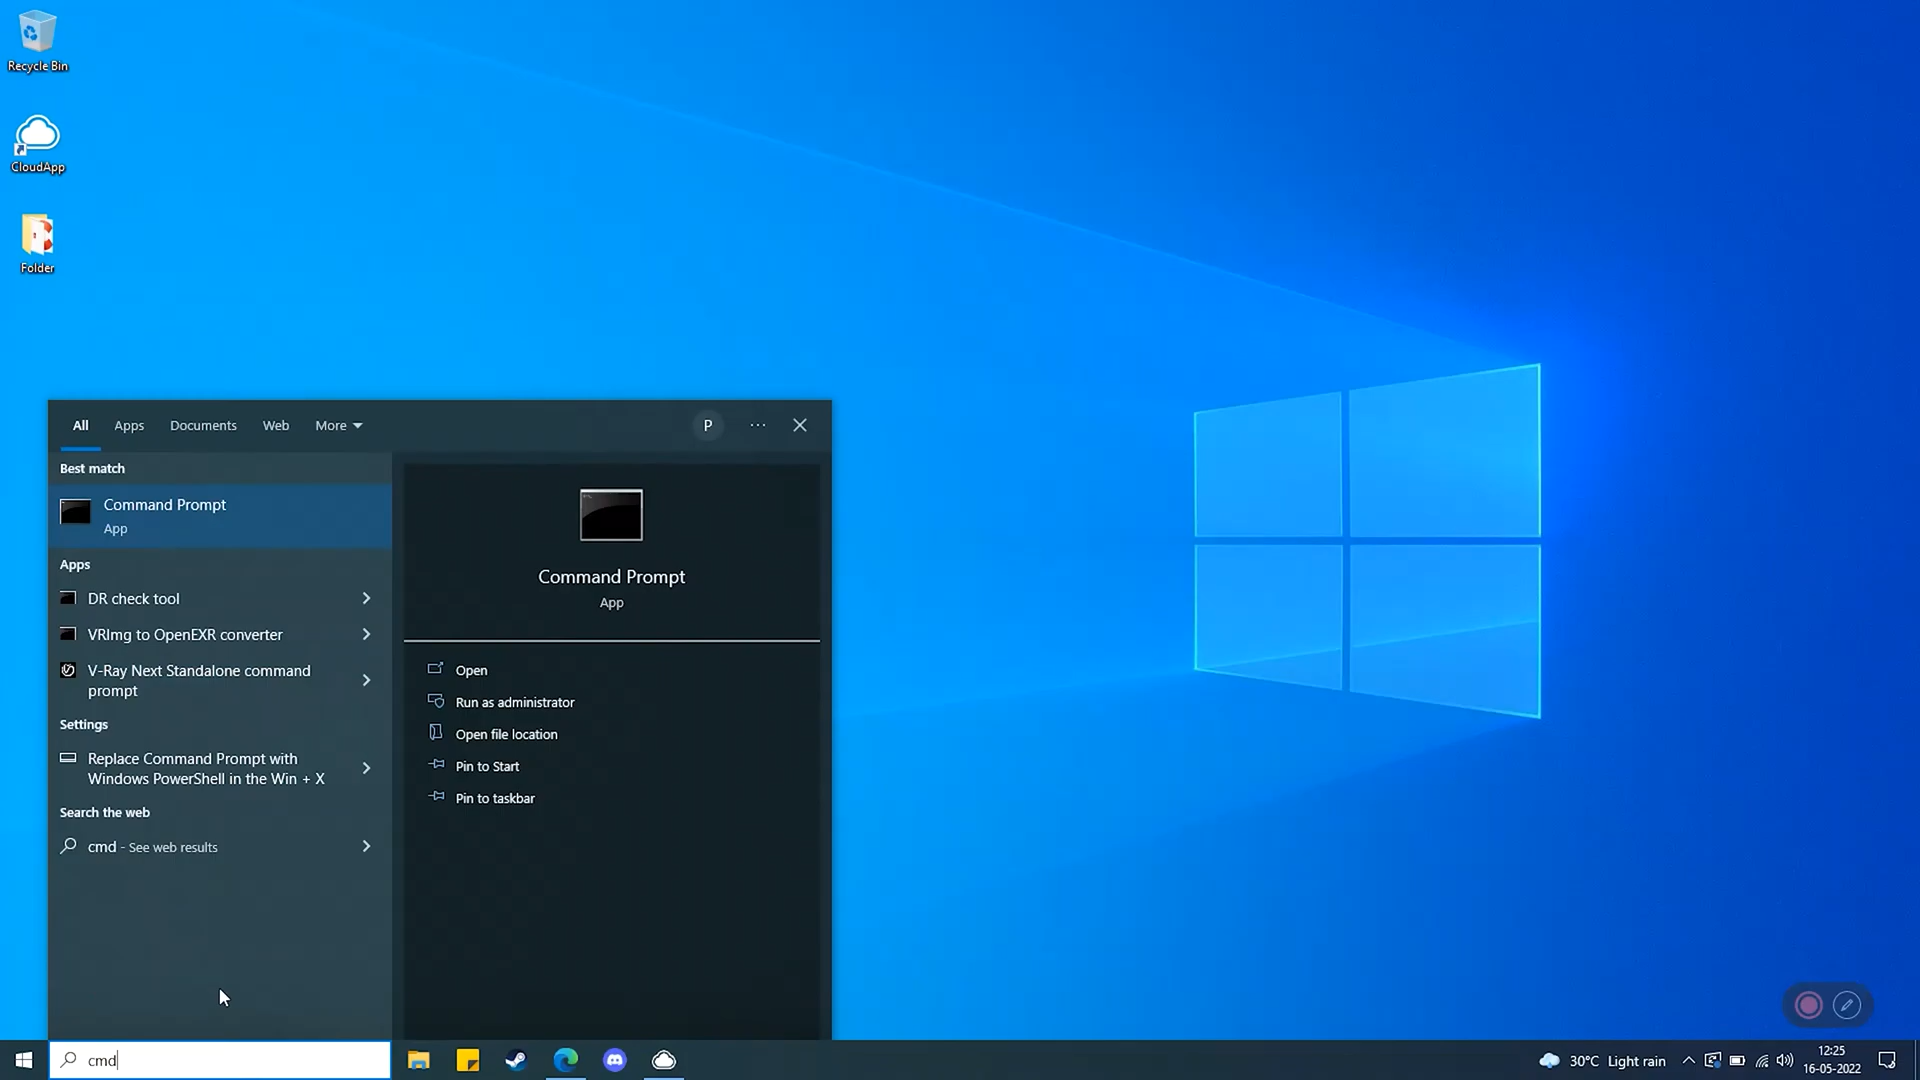 Recycle Bin
CloudApp
Folder
All Apps Documents Web More P ···
Best match
Command Prompt
App
Apps
DR check tool
VRImg to OpenEXR converter
V-Ray Next Standalone command
prompt
Settings
Replace Command Prompt with
Windows PowerShell in the Win + X
Search the web
cmd - See web results
Command Prompt
App
Open
Run as administrator
Open file location
Pin to Start
Pin to taskbar
cmd
30°C Light rain
12:25
16-05-2022